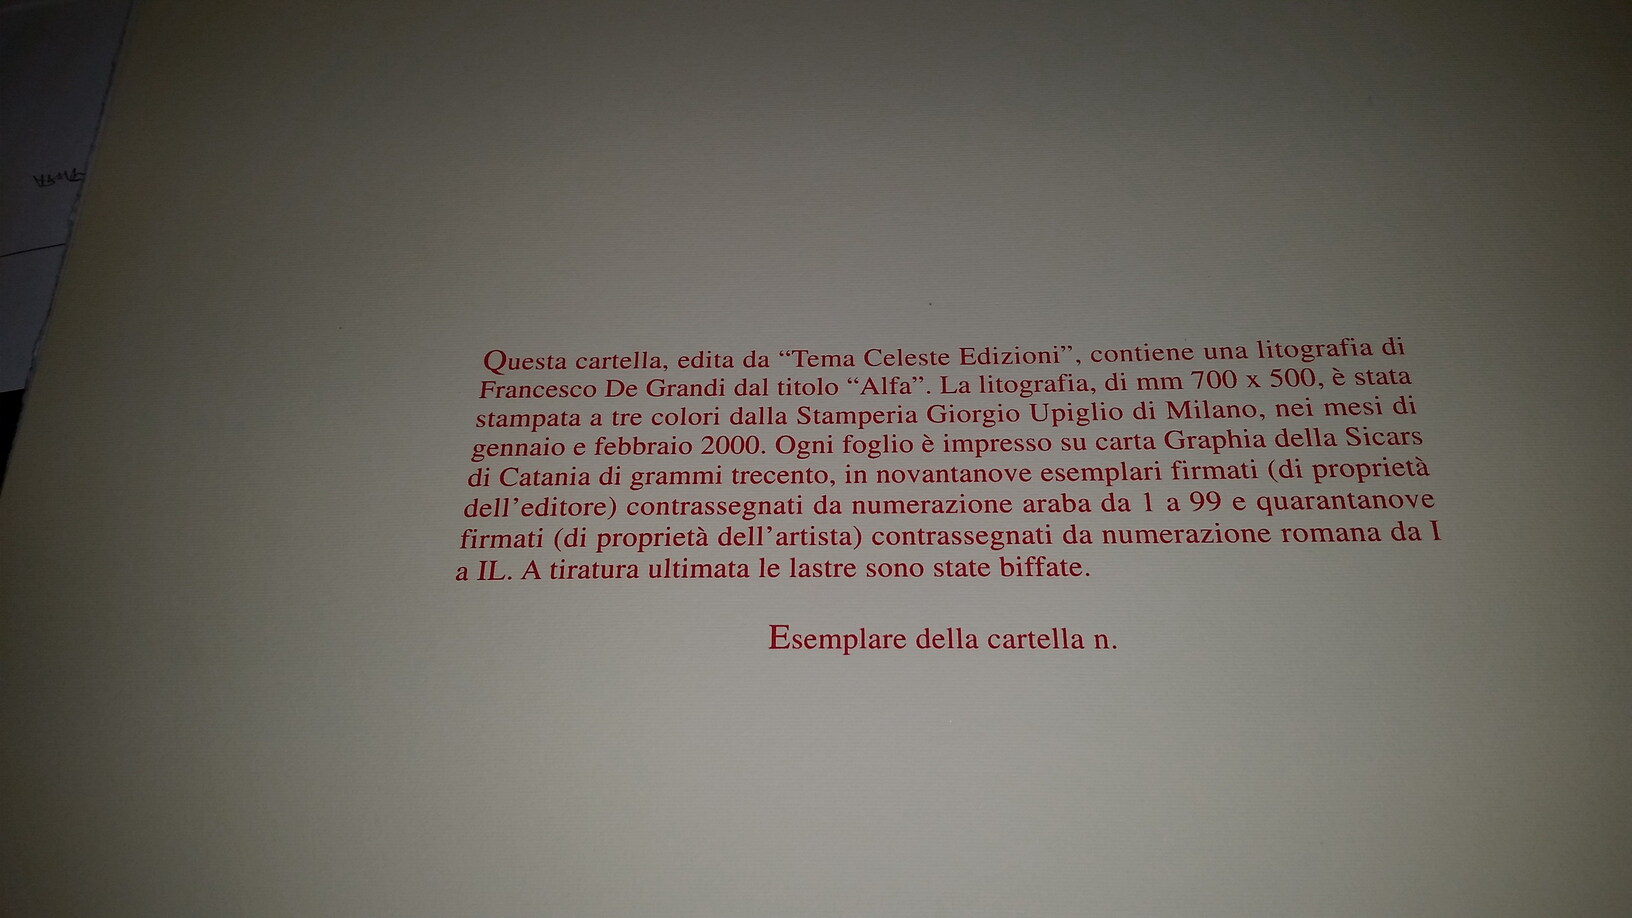 Questa cartella, edita da “Tema Celeste Edizioni”, contiene una litografia di
Francesco De Grandi dal titolo “Alfa”. La litografia, di mm 700 x 500, è stata
stampata a tre colori dalla Stamperia Giorgio Upiglio di Milano, nei mesi di
gennaio e febbraio 2000. Ogni foglio è impresso su carta Graphia della Sicars
di Catania di grammi trecento, in novantanove esemplari firmati (di proprietà
dell’editore) contrassegnati da numerazione araba da 1 a 99 e quarantanove
firmati (di proprietà dell’artista) contrassegnati da numerazione romana da I
a IL. A tiratura ultimata le lastre sono state biffate.
Esemplare della cartella n.